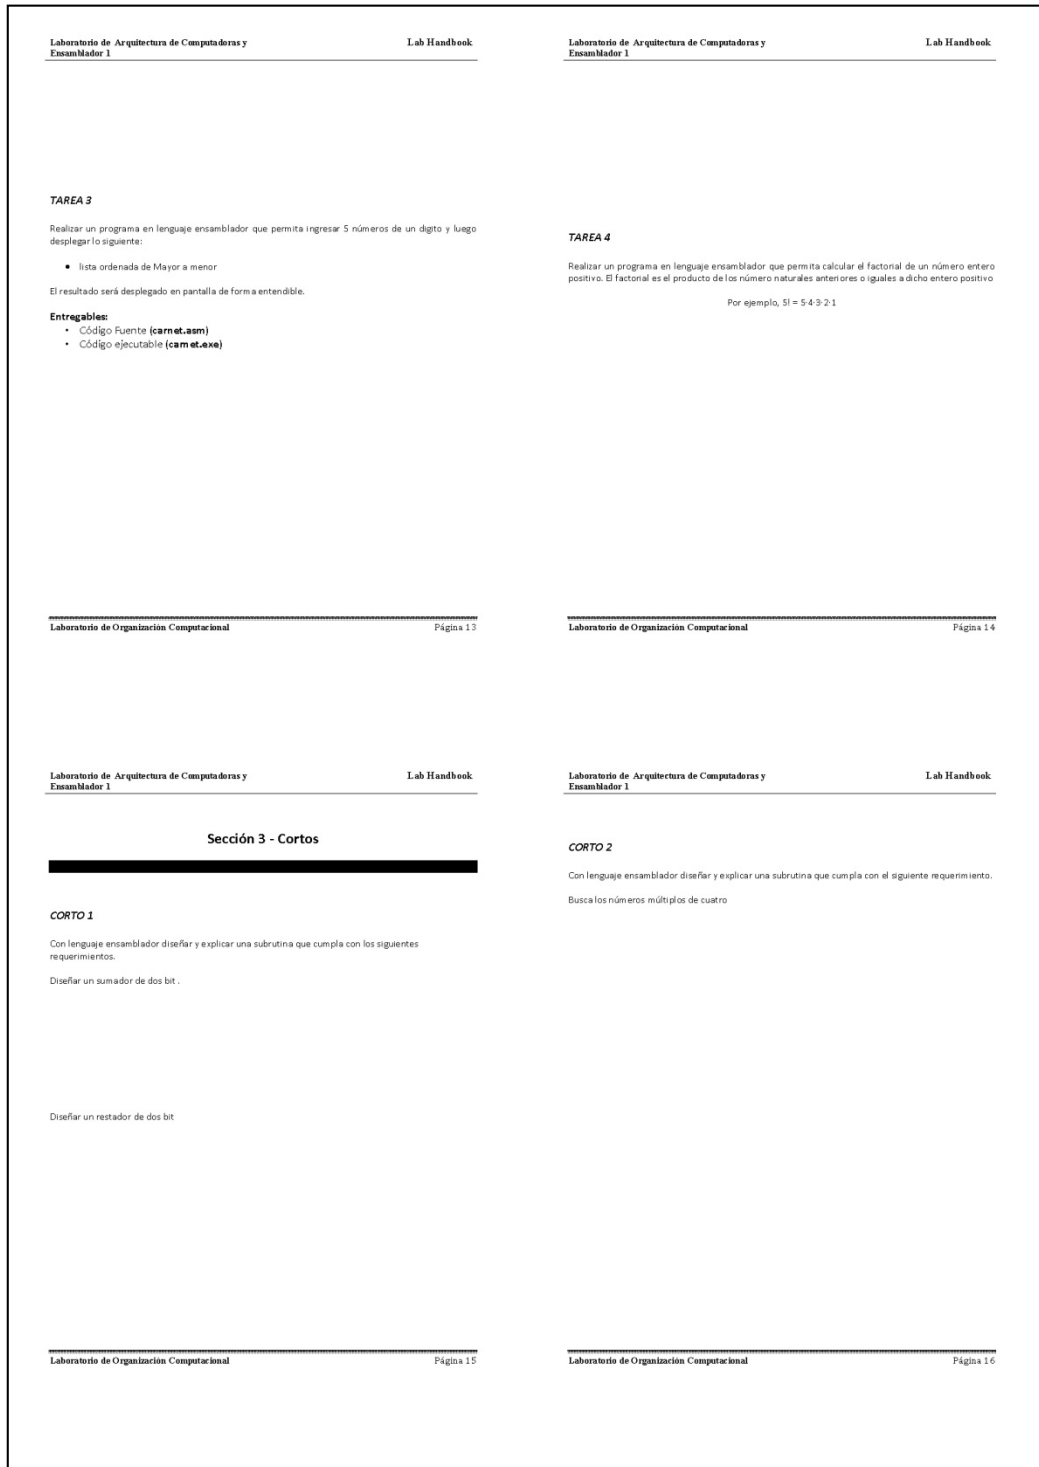 Laboratorio de Arquitectura de Computadoras y Lab Handbook
Ensamblador 1
TAREA 3
Realizar un programa en lenguaje ensamblador que permita ingresar 5 números de un digito y luego
desplegar lo siguiente:
• lista ordenada de Mayor a menor
El resultado será desplegado en pantalla de forma entendible.
Entregables:
• Código Fuente (carnet.asm)
• Código ejecutable (carnet.exe)
Laboratorio de Organización Computacional Página 13
Laboratorio de Arquitectura de Computadoras y Lab Handbook
Ensamblador 1
TAREA 4
Realizar un programa en lenguaje ensamblador que permita calcular el factorial de un número entero
positivo. El factorial es el producto de los número naturales anteriores o iguales a dicho entero positivo
Por ejemplo, 5! = 5·4·3·2·1
Laboratorio de Organización Computacional Página 14
Laboratorio de Arquitectura de Computadoras y Lab Handbook
Ensamblador 1
Sección 3 - Cortos
CORTO 1
Con lenguaje ensamblador diseñar y explicar una subrutina que cumpla con los siguientes
requerimientos.
Diseñar un sumador de dos bit .
Diseñar un restador de dos bit
Laboratorio de Organización Computacional Página 15
Laboratorio de Arquitectura de Computadoras y Lab Handbook
Ensamblador 1
CORTO 2
Con lenguaje ensamblador diseñar y explicar una subrutina que cumpla con el siguiente requerimiento.
Busca los números múltiplos de cuatro
Laboratorio de Organización Computacional Página 16